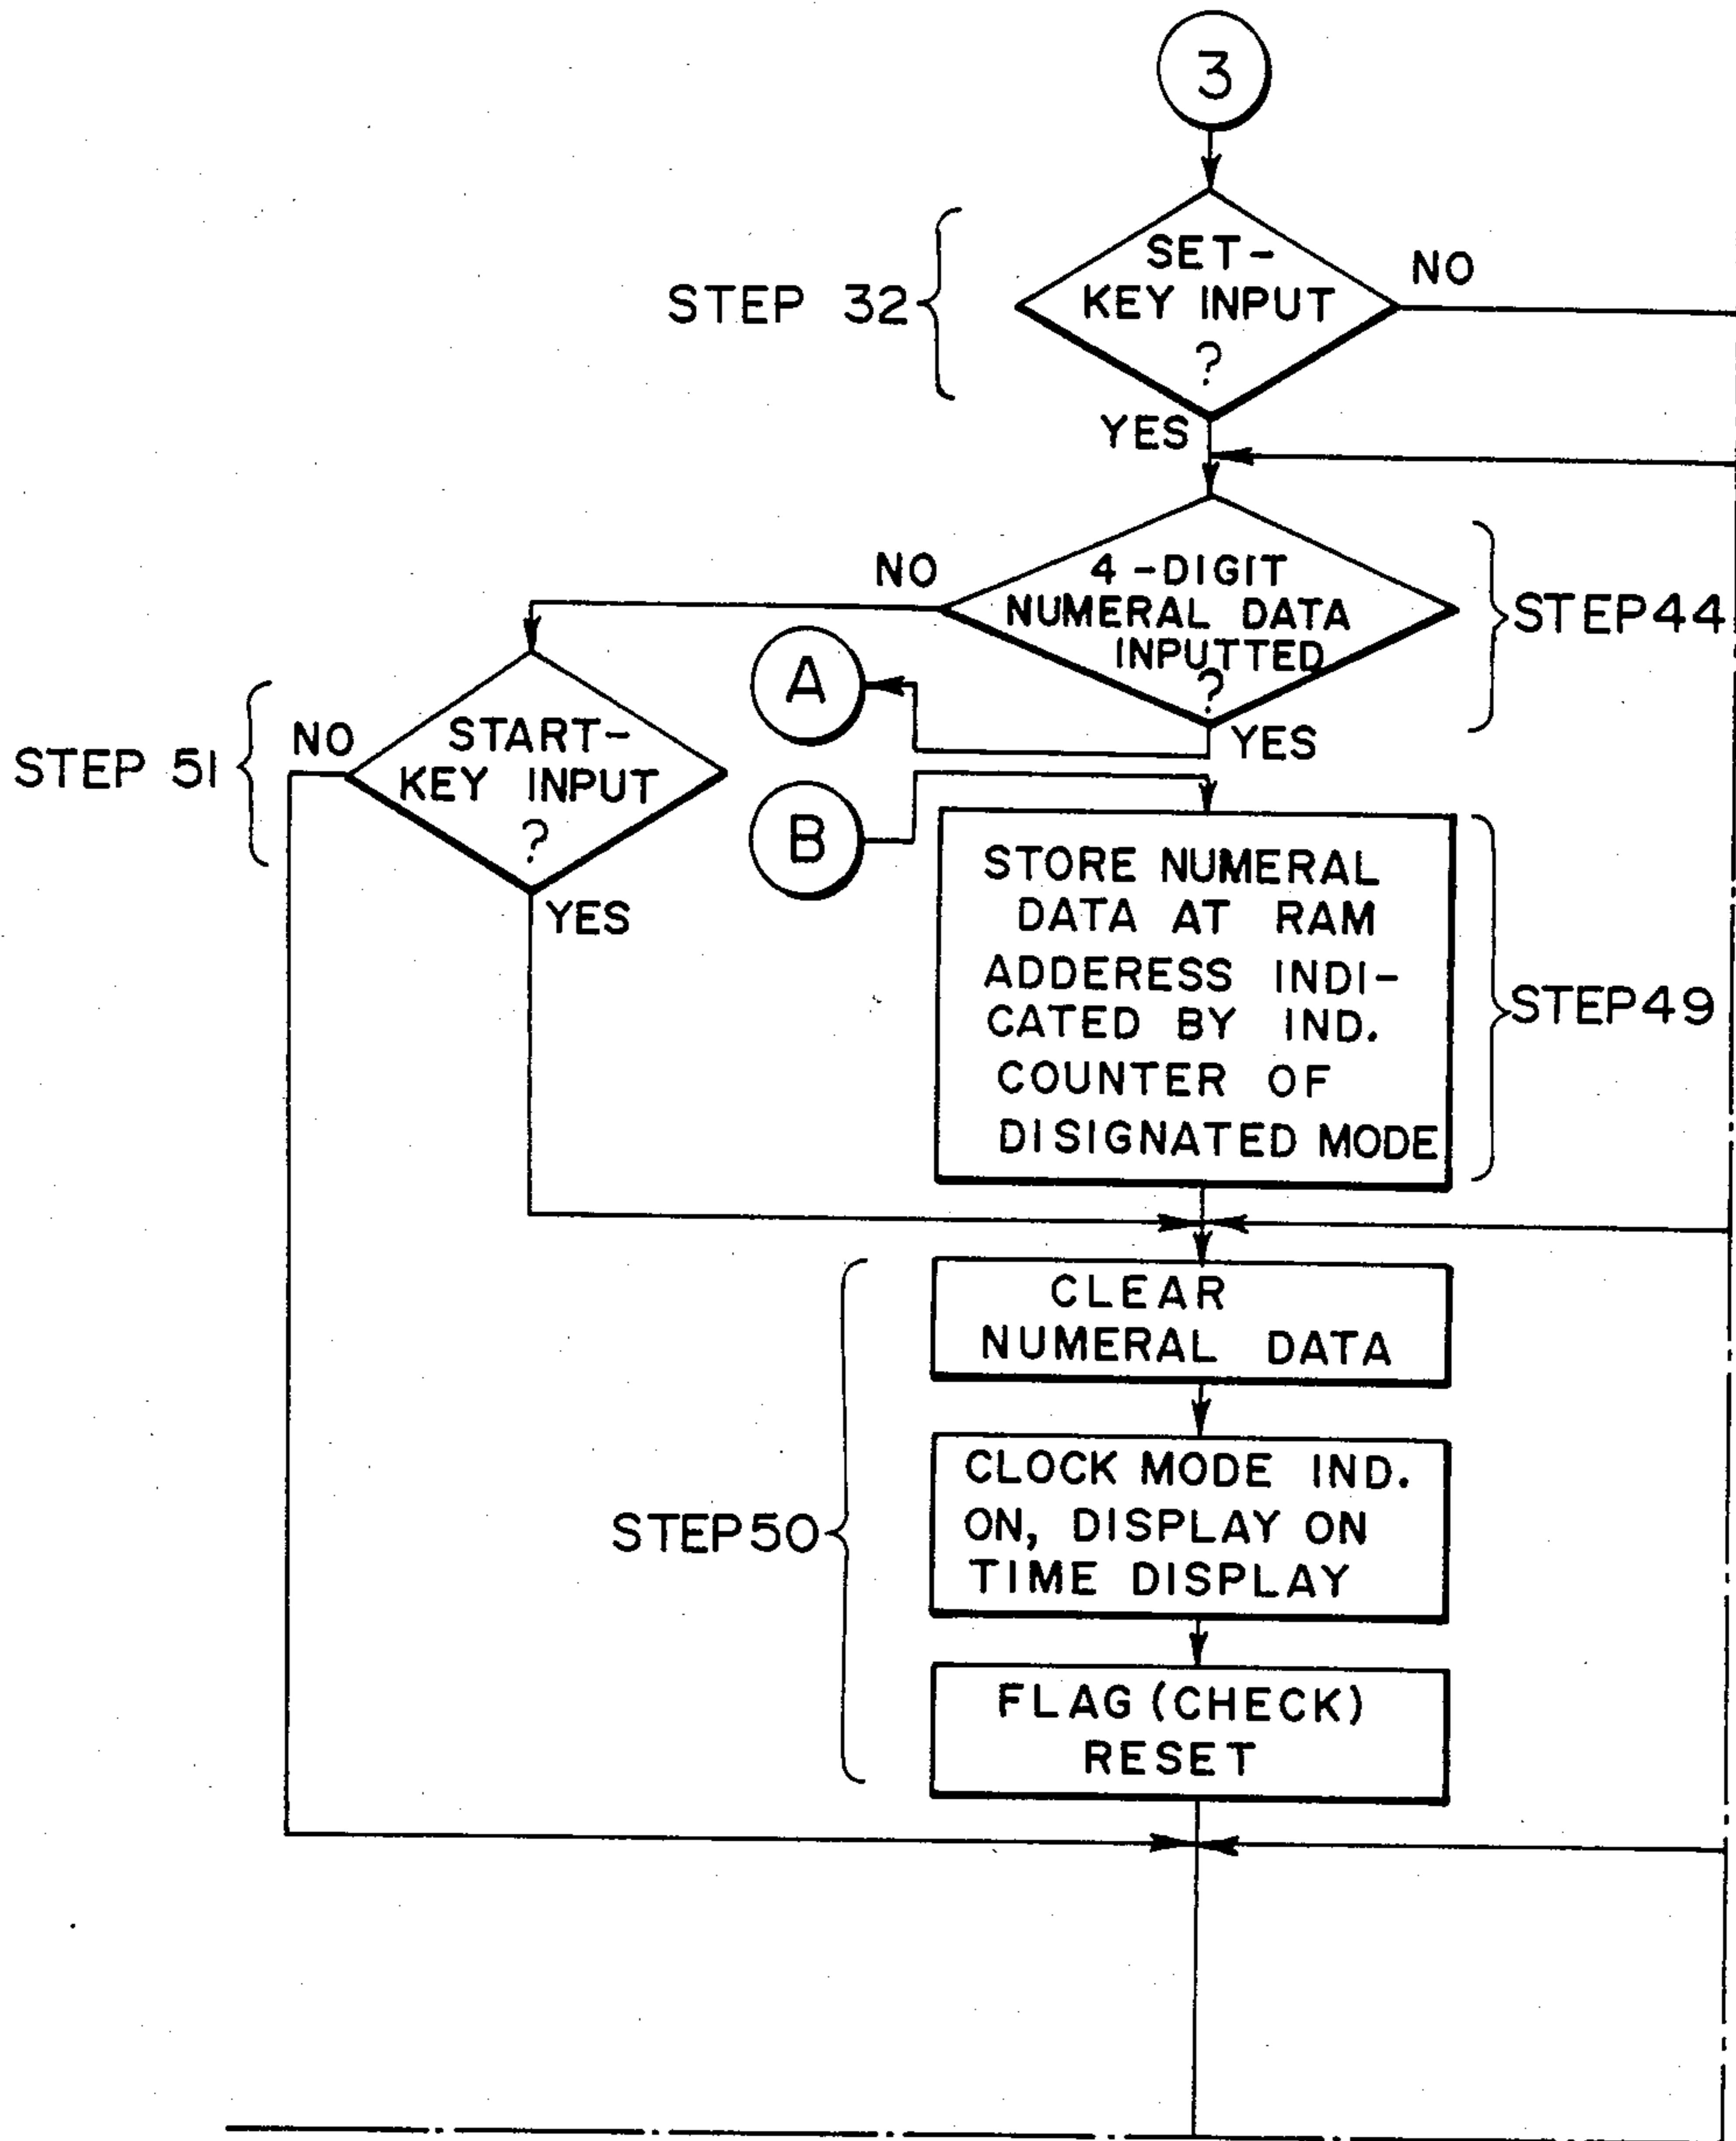 3
SET-
KEY INPUT
?
NO
STEP 32
YES
NO
4-DIGIT
NUMERAL DATA
INPUTTED
?
STEP44
YES
A
STEP 51
NO
START-
KEY INPUT
?
YES
B
STORE NUMERAL
DATA AT RAM
ADDERESS INDI-
CATED BY IND.
COUNTER OF
DISIGNATED MODE
STEP49
CLEAR
NUMERAL DATA
CLOCK MODE IND.
ON, DISPLAY ON
TIME DISPLAY
STEP50
FLAG (CHECK)
RESET